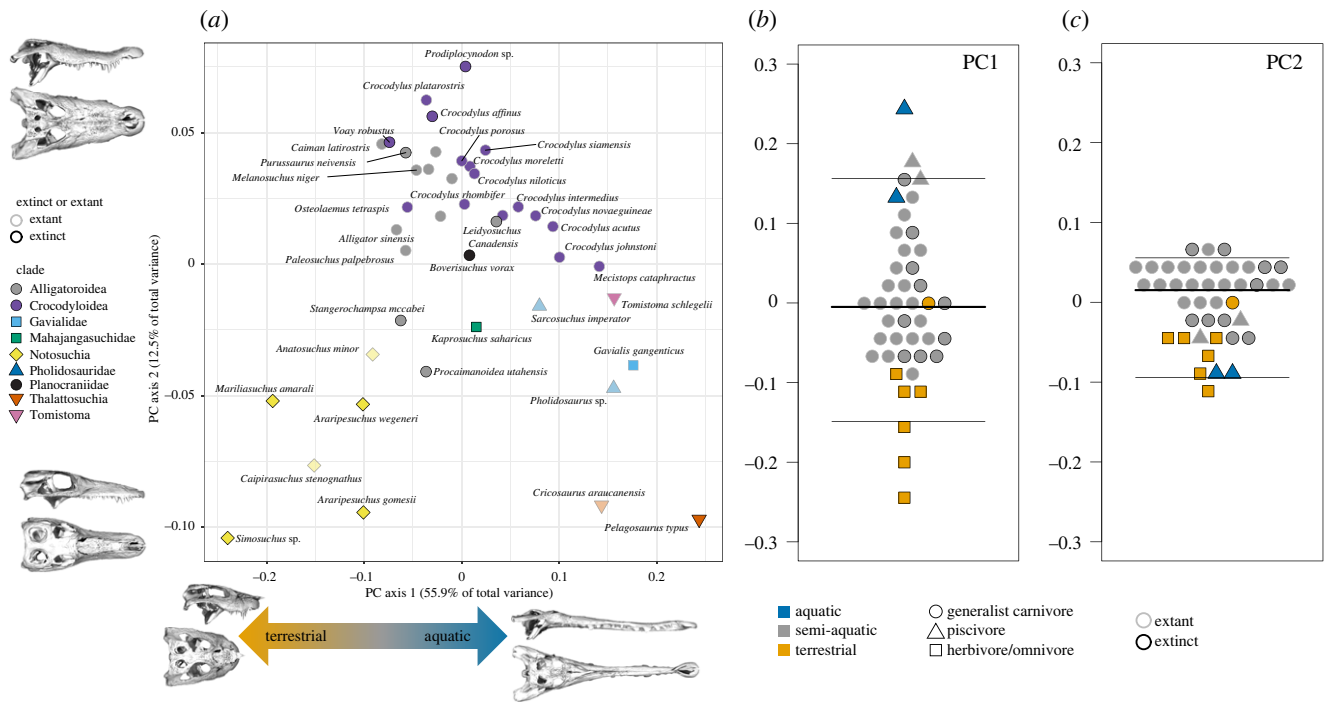 (a)
(b)
(c)
extinct or extant
extant
extinct
clade
Alligatoroidea
Crocodyloidea
Gavialidae
Mahajangasuchidae
Notosuchia
Pholidosauridae
Planocraniidae
Thalattosuchia
Tomistoma
PC axis 2 (12.5% of total variance)
0.05
0
–0.05
–0.10
Prodiplocynodon sp.
Crocodylus platarostris
Crocodylus affinus
Voay robustus
Crocodylus porosus
Caiman latirostris
Crocodylus siamensis
Purussaurus neivensis
Crocodylus moreletti
Melanosuchus niger
Crocodylus niloticus
Crocodylus rhombifer
Crocodylus intermedius
Osteolaemus tetraspis
Crocodylus novaeguineae
Leidyosuchus
Canadensis
Crocodylus acutus
Alligator sinensis
Crocodylus johnstoni
Paleosuchus palpebrosus
Boverisuchus vorax
Mecistops cataphractus
Stangerochampsa mccabei
Tomistoma schlegelii
Sarcosuchus imperator
Kaprosuchus saharicus
Anatosuchus minor
Gavialis gangenticus
Procaimanoidea utahensis
Mariliasuchus amarali
Pholidosaurus sp.
Araripesuchus wegeneri
Caipirasuchus stenognathus
Araripesuchus gomesii
Cricosaurus araucanensis
Pelagosaurus typus
Simosuchus sp.
–0.2
–0.1
0
0.1
0.2
PC axis 1 (55.9% of total variance)
terrestrial
aquatic
PC1
0.3
0.2
0.1
0
–0.1
–0.2
–0.3
PC2
0.3
0.2
0.1
0
–0.1
–0.2
–0.3
aquatic
semi-aquatic
terrestrial
generalist carnivore
piscivore
herbivore/omnivore
extant
extinct